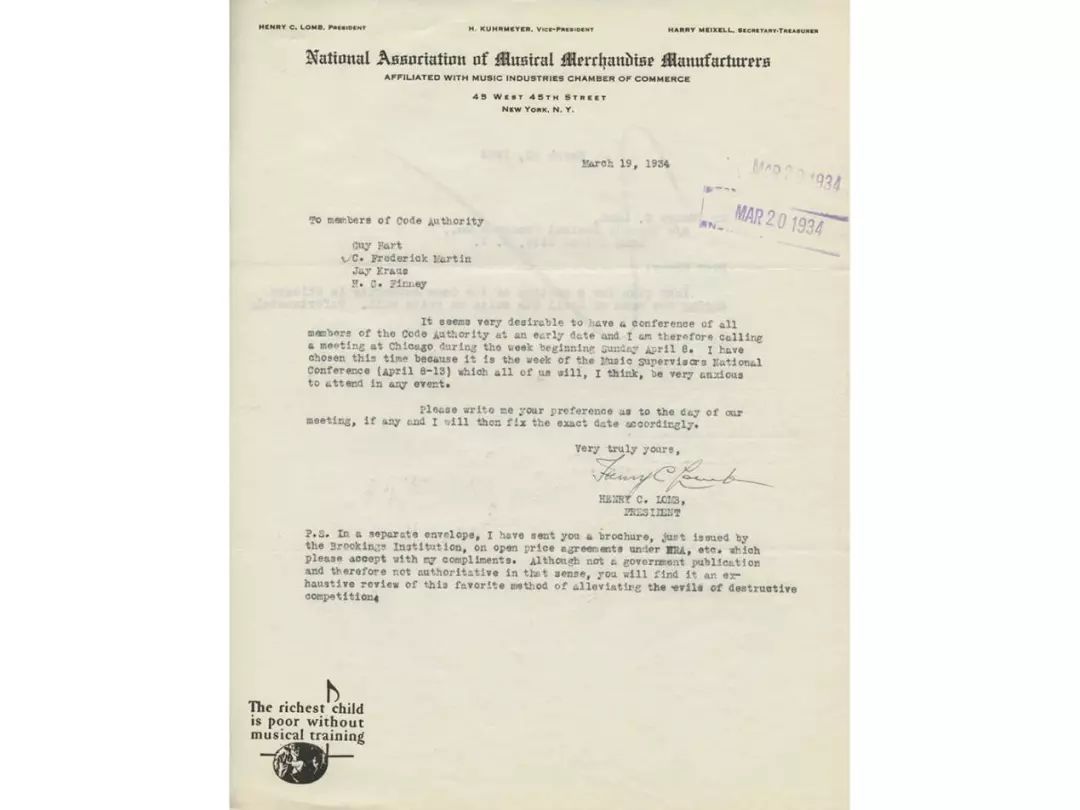 HENRY C. LOMB, PRESIDENT H. KUHRMEYER, VICE-PRESIDENT HARRY MEIXELL, SECRETARY-TREASURER
National Association of Musical Merchandise Manufacturers
AFFILIATED WITH MUSIC INDUSTRIES CHAMBER OF COMMERCE
45 WEST 45TH STREET
NEW YORK, N. Y.
March 19, 1934
MAR 20 1934
MAR 20 1934
To members of Code Authority
Guy Hart
C. Frederick Martin
Jay Kraus
H. C. Finney
It seems very desirable to have a conference of all
members of the Code Authority at an early date and I am therefore calling
a meeting at Chicago during the week beginning Sunday April 8. I have
chosen this time because it is the week of the Music Supervisors National
Conference (April 8-13) which all of us will, I think, be very anxious
to attend in any event.
Please write me your preference as to the day of our
meeting, if any and I will then fix the exact date accordingly.
Very truly yours,
Henry C Lomb
HENRY C. LOMB,
PRESIDENT
P.S. In a separate envelope, I have sent you a brochure, just issued by
the Brookings Institution, on open price agreements under NRA, etc. which
please accept with my compliments. Although not a government publication
and therefore not authoritative in that sense, you will find it an ex-
haustive review of this favorite method of alleviating the evils of destructive
competition.
The richest child
is poor without
musical training